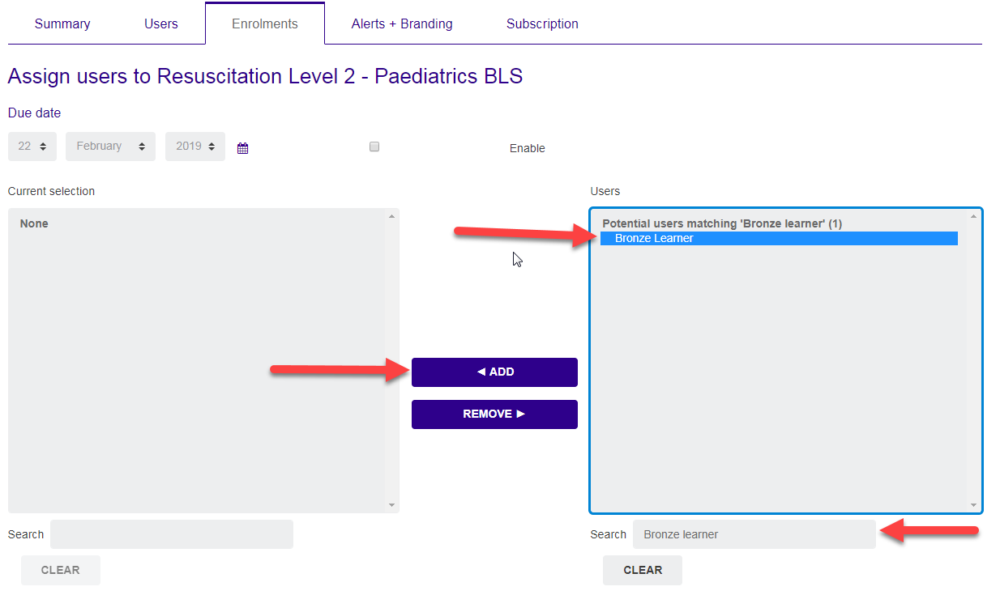 Summary Users Enrolments Alerts + Branding Subscription
Assign users to Resuscitation Level 2 - Paediatrics BLS
Due date
22 February 2019 Enable
Current selection
None
Users
Potential users matching 'Bronze learner' (1)
Bronze Learner
◀ ADD
REMOVE ▶
Search
CLEAR
Search Bronze learner
CLEAR